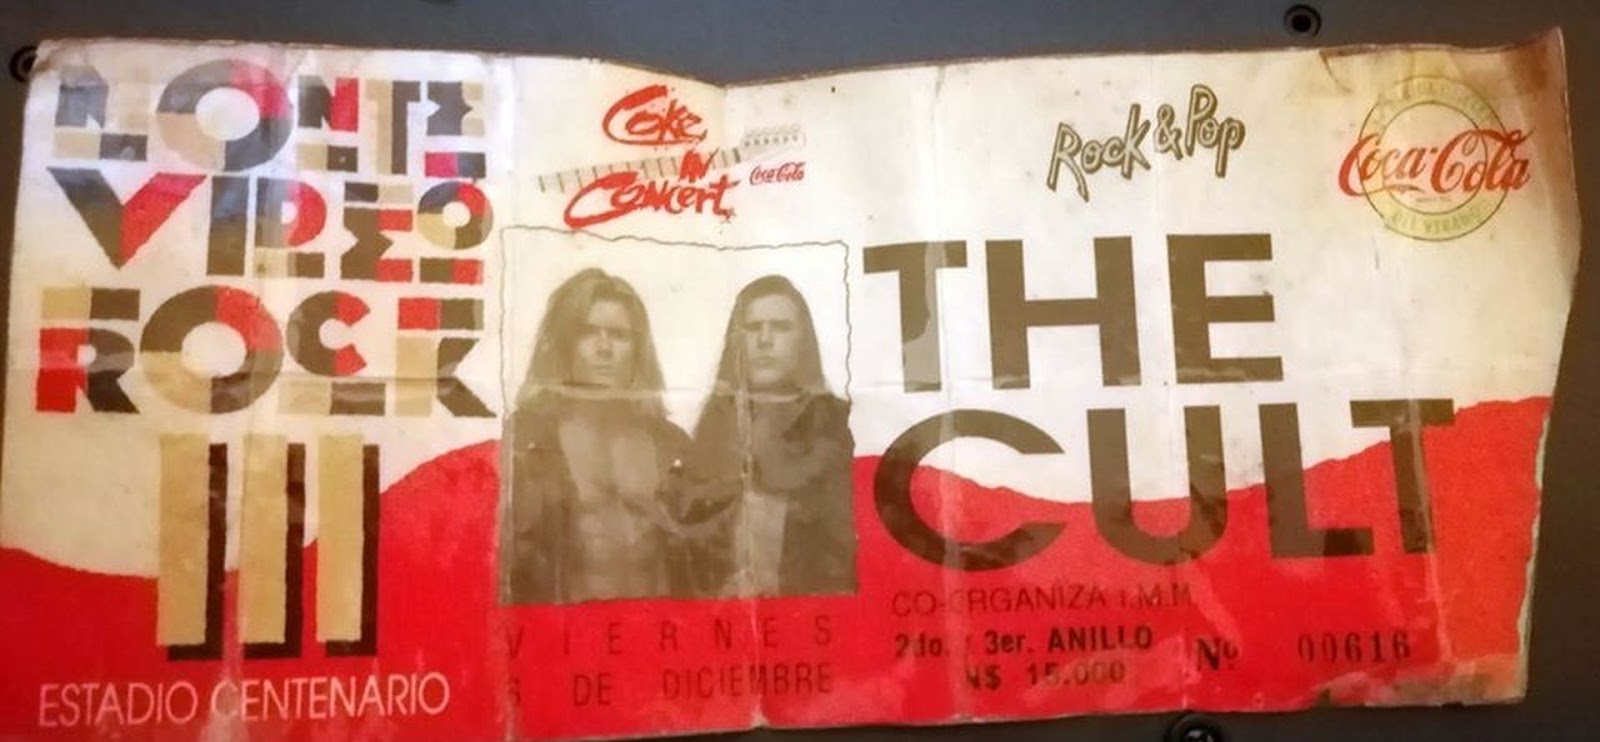 MONTE
VIDEO
ROCK
III
ESTADIO CENTENARIO
Coke
IN
Concert
Coca-Cola
VIERNES
6 DE DICIEMBRE
Rock & Pop
Coca-Cola
THE
CULT
CO-ORGANIZA I.M.M.
2do. 3er. ANILLO
N$ 15.000
Nº 00616